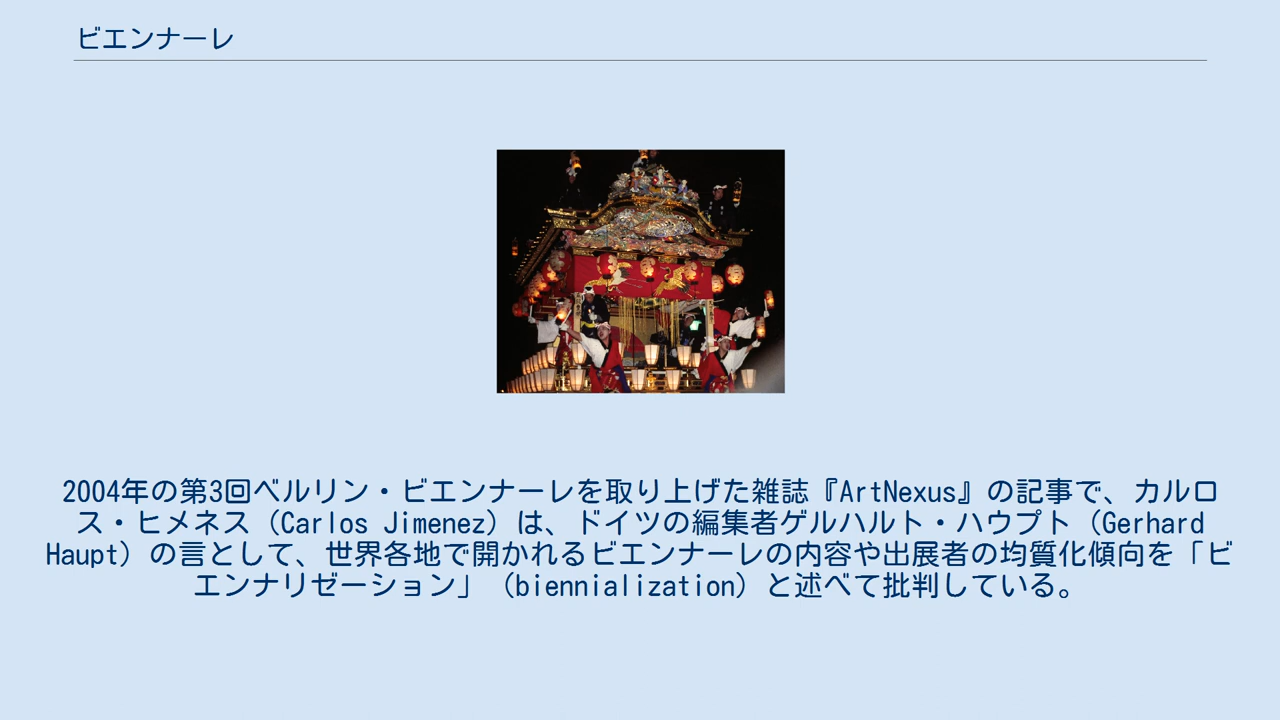 ビエンナーレ
2004年の第3回ベルリン・ビエンナーレを取り上げた雑誌『ArtNexus』の記事で、カルロ
ス・ヒメネス（Carlos Jimenez）は、ドイツの編集者ゲルハルト・ハウプト（Gerhard
Haupt）の言として、世界各地で開かれるビエンナーレの内容や出展者の均質化傾向を「ビ
エンナリゼーション」（biennialization）と述べて批判している。